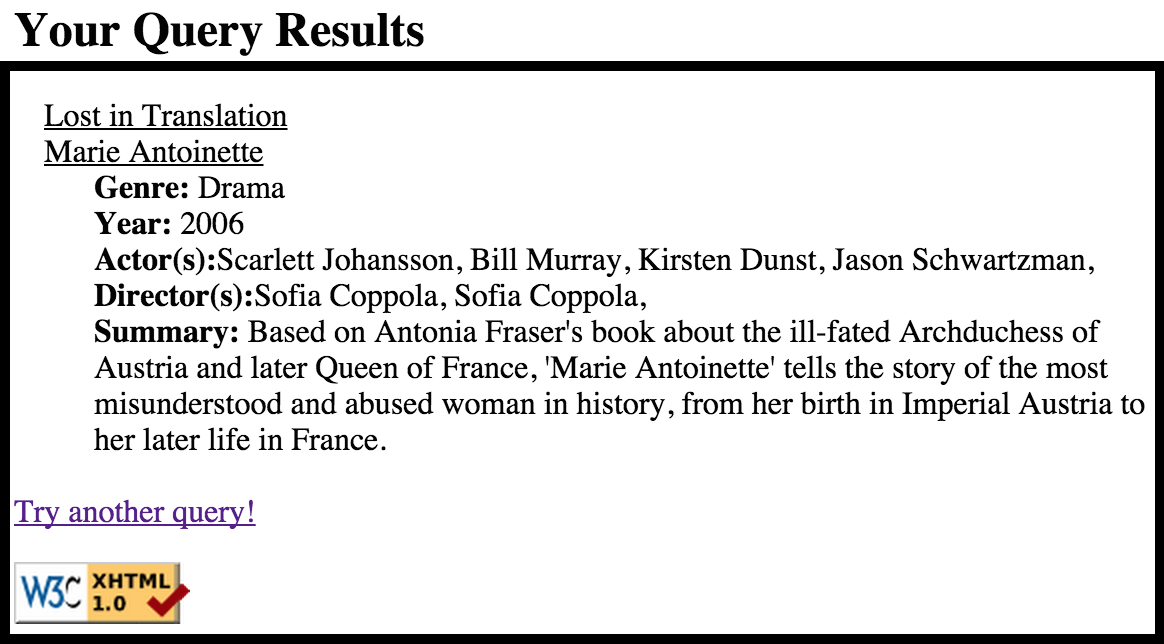 Your Query Results
Lost in Translation
Marie Antoinette
Genre: Drama
Year: 2006
Actor(s):Scarlett Johansson, Bill Murray, Kirsten Dunst, Jason Schwartzman,
Director(s):Sofia Coppola, Sofia Coppola,
Summary: Based on Antonia Fraser's book about the ill-fated Archduchess of
Austria and later Queen of France, 'Marie Antoinette' tells the story of the most
misunderstood and abused woman in history, from her birth in Imperial Austria to
her later life in France.
Try another query!
W3C XHTML
1.0